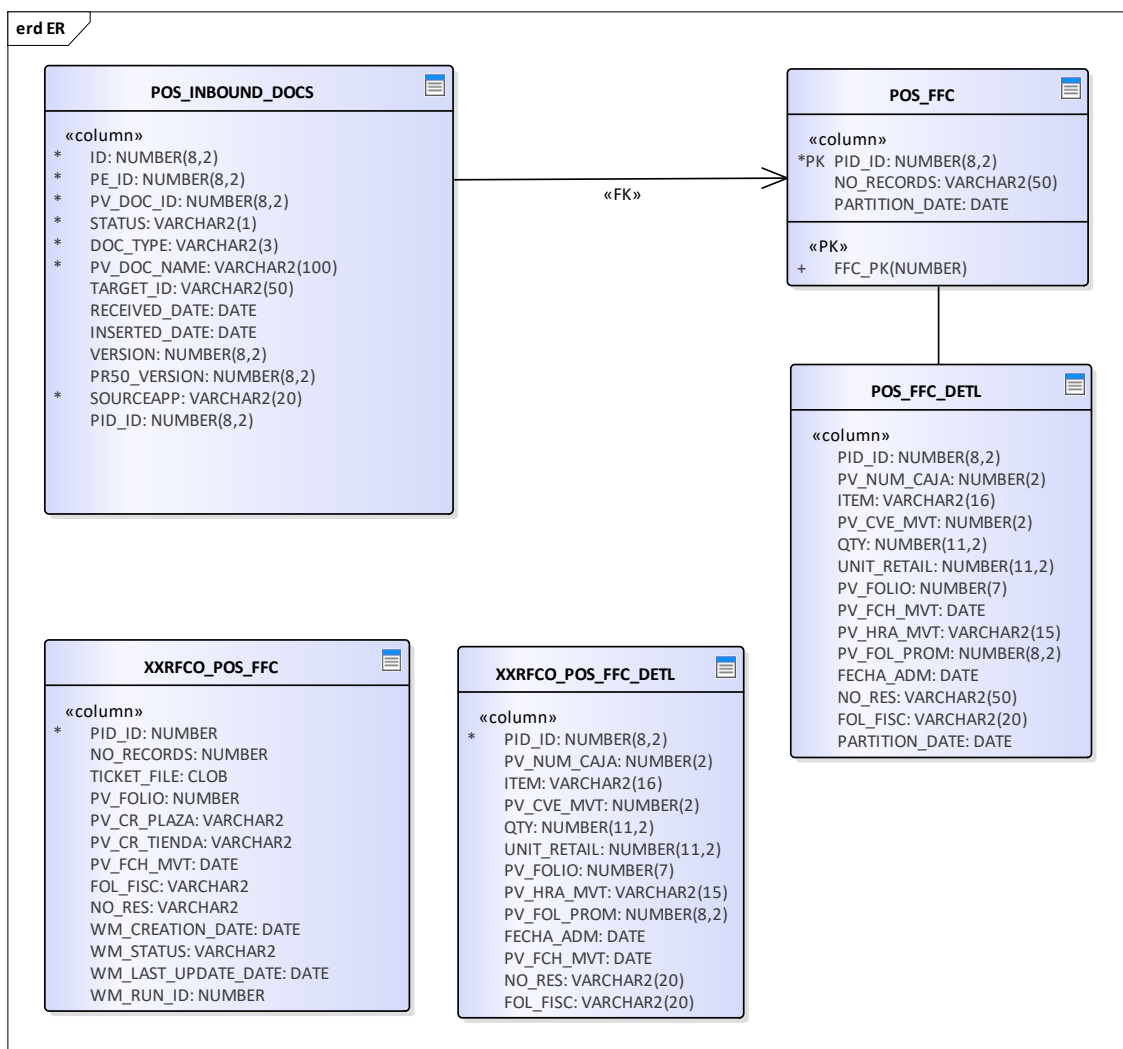 erd ER
POS_INBOUND_DOCS
«column»
* ID: NUMBER(8,2)
* PE_ID: NUMBER(8,2)
* PV_DOC_ID: NUMBER(8,2)
* STATUS: VARCHAR2(1)
* DOC_TYPE: VARCHAR2(3)
* PV_DOC_NAME: VARCHAR2(100)
TARGET_ID: VARCHAR2(50)
RECEIVED_DATE: DATE
INSERTED_DATE: DATE
VERSION: NUMBER(8,2)
PR50_VERSION: NUMBER(8,2)
* SOURCEAPP: VARCHAR2(20)
PID_ID: NUMBER(8,2)
«FK»
POS_FFC
«column»
*PK PID_ID: NUMBER(8,2)
NO_RECORDS: VARCHAR2(50)
PARTITION_DATE: DATE
«PK»
+ FFC_PK(NUMBER)
POS_FFC_DETL
«column»
PID_ID: NUMBER(8,2)
PV_NUM_CAJA: NUMBER(2)
ITEM: VARCHAR2(16)
PV_CVE_MVT: NUMBER(2)
QTY: NUMBER(11,2)
UNIT_RETAIL: NUMBER(11,2)
PV_FOLIO: NUMBER(7)
PV_FCH_MVT: DATE
PV_HRA_MVT: VARCHAR2(15)
PV_FOL_PROM: NUMBER(8,2)
FECHA_ADM: DATE
NO_RES: VARCHAR2(50)
FOL_FISC: VARCHAR2(20)
PARTITION_DATE: DATE
XXRFCO_POS_FFC
«column»
* PID_ID: NUMBER
NO_RECORDS: NUMBER
TICKET_FILE: CLOB
PV_FOLIO: NUMBER
PV_CR_PLAZA: VARCHAR2
PV_CR_TIENDA: VARCHAR2
PV_FCH_MVT: DATE
FOL_FISC: VARCHAR2
NO_RES: VARCHAR2
WM_CREATION_DATE: DATE
WM_STATUS: VARCHAR2
WM_LAST_UPDATE_DATE: DATE
WM_RUN_ID: NUMBER
XXRFCO_POS_FFC_DETL
«column»
* PID_ID: NUMBER(8,2)
PV_NUM_CAJA: NUMBER(2)
ITEM: VARCHAR2(16)
PV_CVE_MVT: NUMBER(2)
QTY: NUMBER(11,2)
UNIT_RETAIL: NUMBER(11,2)
PV_FOLIO: NUMBER(7)
PV_HRA_MVT: VARCHAR2(15)
PV_FOL_PROM: NUMBER(8,2)
FECHA_ADM: DATE
PV_FCH_MVT: DATE
NO_RES: VARCHAR2(20)
FOL_FISC: VARCHAR2(20)